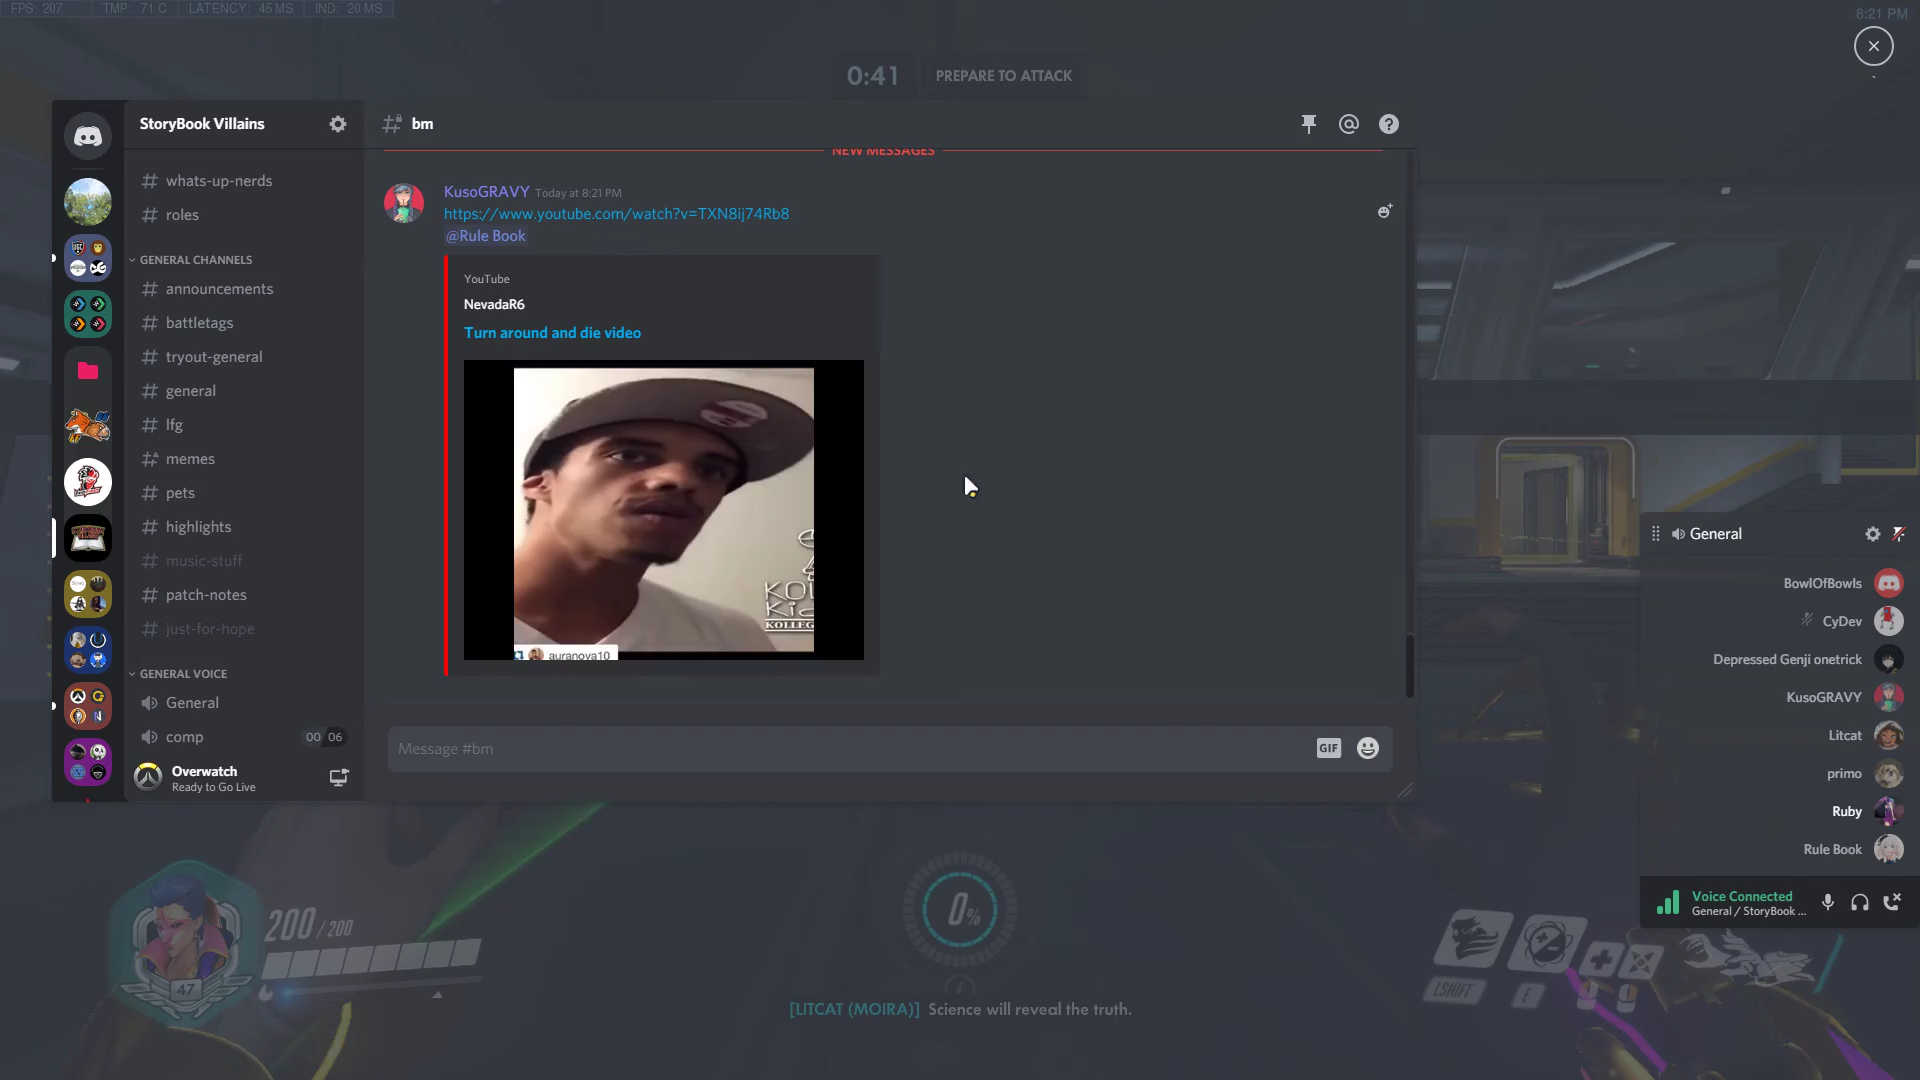 FPS: 207
TMP: 71 C
LATENCY: 45 MS
IND: 20 MS
8:21 PM
0:41
PREPARE TO ATTACK
StoryBook Villains
bm
whats-up-nerds
roles
GENERAL CHANNELS
announcements
battletags
tryout-general
general
lfg
memes
pets
highlights
music-stuff
patch-notes
just-for-hope
GENERAL VOICE
General
comp
00 06
Overwatch
Ready to Go Live
NEW MESSAGES
KusoGRAVY Today at 8:21 PM
https://www.youtube.com/watch?v=TXN8ij74Rb8
@Rule Book
YouTube
NevadaR6
Turn around and die video
KOLLEG
auranova10
Message #bm
GIF
General
BowlOfBowls
CyDev
Depressed Genji onetrick
KusoGRAVY
Litcat
primo
Ruby
Rule Book
Voice Connected
General / StoryBook ...
200 / 200
47
0%
LSHIFT
E
[LITCAT (MOIRA)] Science will reveal the truth.